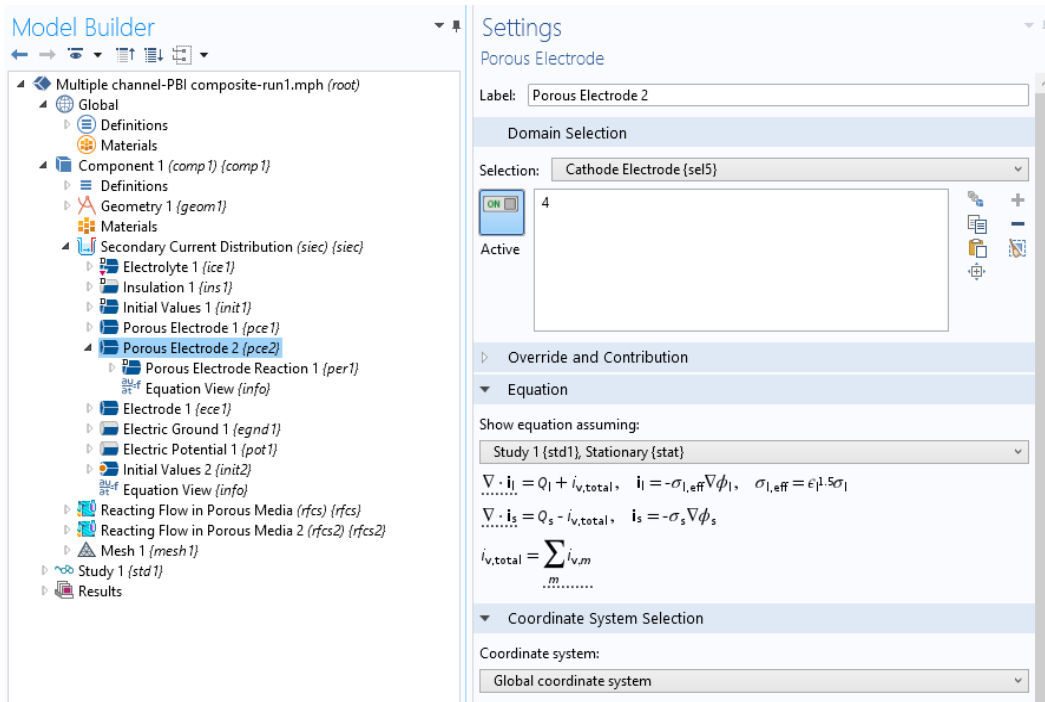 Model Builder
Multiple channel-PBI composite-run1.mph (root)
Global
Definitions
Materials
Component 1 (comp1) {comp1}
Definitions
Geometry 1 {geom1}
Materials
Secondary Current Distribution (siec) {siec}
Electrolyte 1 {ice1}
Insulation 1 {ins1}
Initial Values 1 {init1}
Porous Electrode 1 {pce1}
Porous Electrode 2 {pce2}
Porous Electrode Reaction 1 {per1}
Equation View {info}
Electrode 1 {ece1}
Electric Ground 1 {egnd1}
Electric Potential 1 {pot1}
Initial Values 2 {init2}
Equation View {info}
Reacting Flow in Porous Media (rfcs) {rfcs}
Reacting Flow in Porous Media 2 (rfcs2) {rfcs2}
Mesh 1 {mesh1}
Study 1 {std1}
Results
Settings
Porous Electrode
Label: Porous Electrode 2
Domain Selection
Selection: Cathode Electrode {sel5}
ON
4
Active
Override and Contribution
Equation
Show equation assuming:
Study 1 {std1}, Stationary {stat}
∇ · i_l = Q_l + i_v,total, i_l = -σ_l,eff∇ϕ_l, σ_l,eff = ϵ_l^1.5 σ_l
∇ · i_s = Q_s - i_v,total, i_s = -σ_s∇ϕ_s
i_v,total = ∑_m i_v,m
Coordinate System Selection
Coordinate system:
Global coordinate system